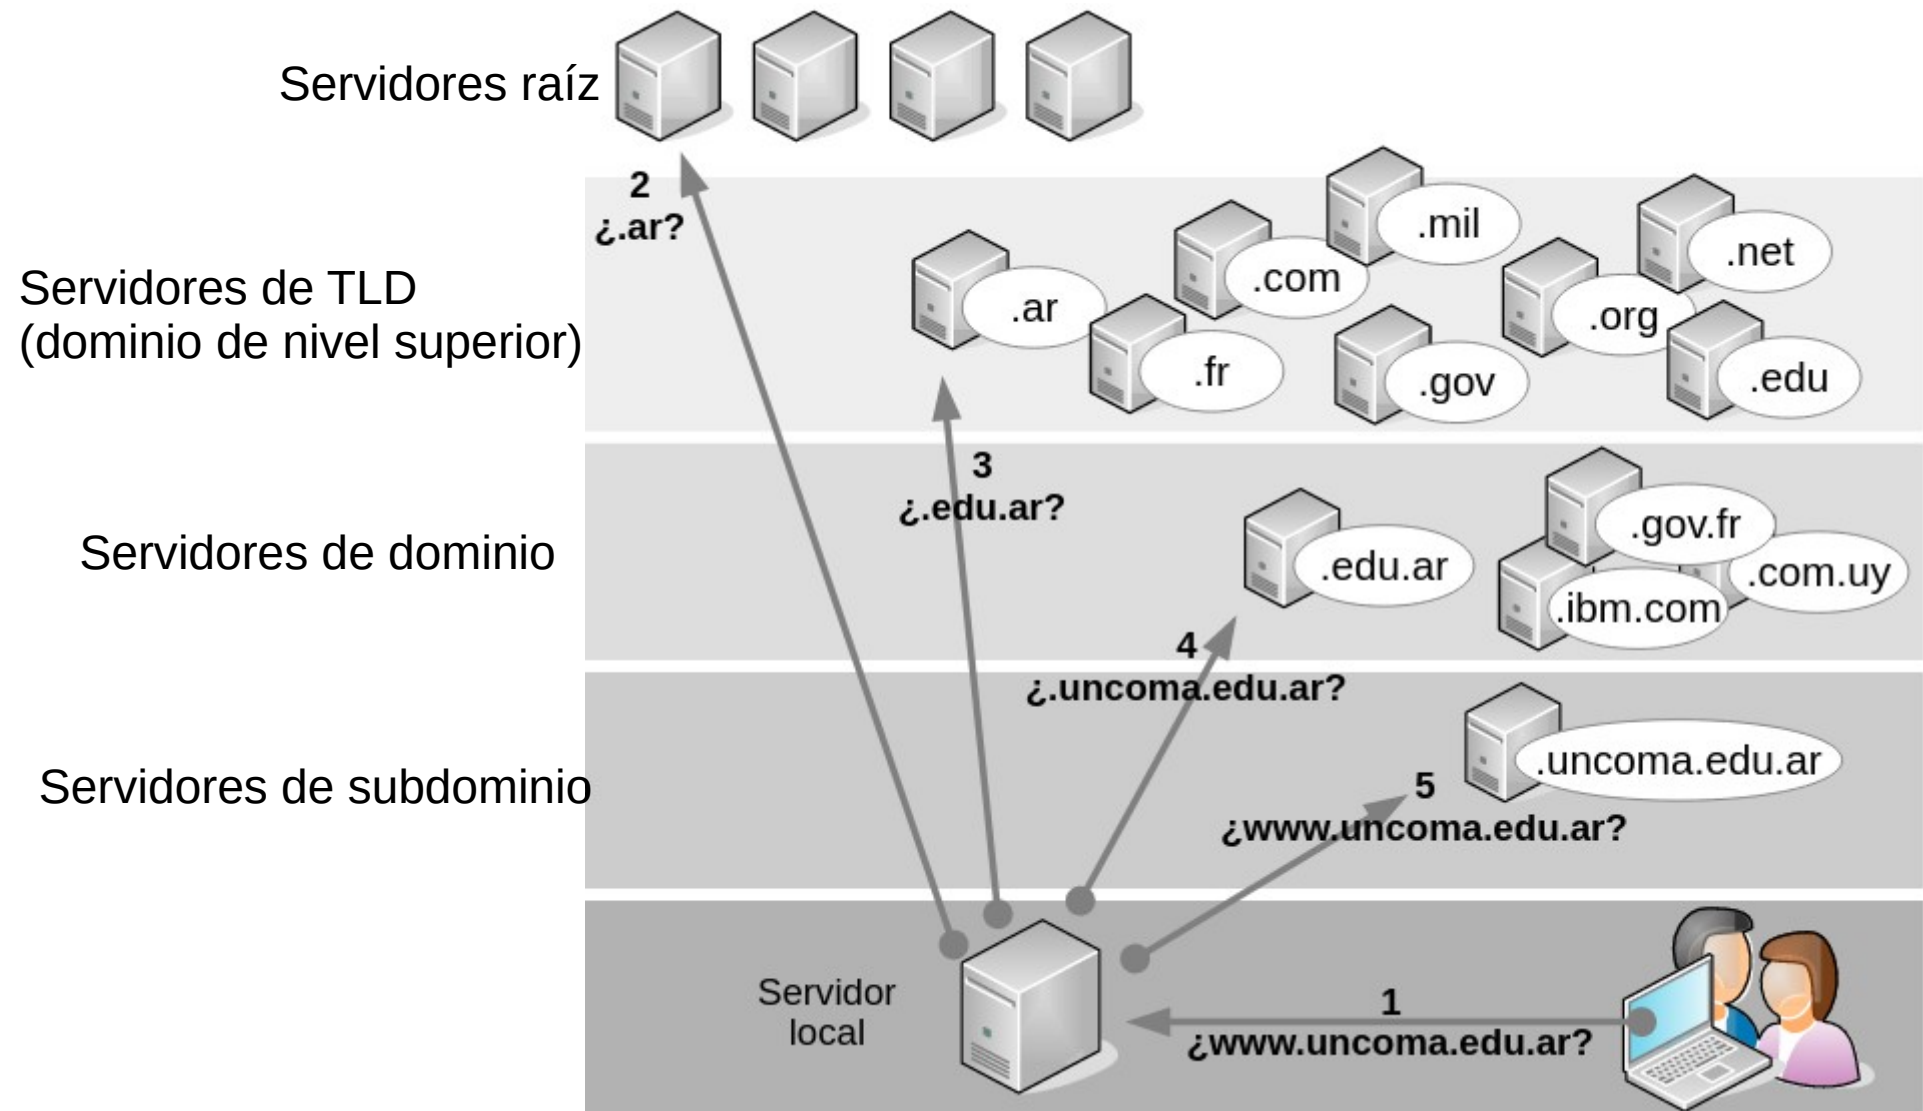 Servidores raíz
2
¿.ar?
.mil
.net
.com
.ar
.org
Servidores de TLD
(dominio de nivel superior)
.fr
.gov
.edu
3
¿.edu.ar?
.gov.fr
Servidores de dominio
.edu.ar
.com.uy
.ibm.com
4
¿.uncoma.edu.ar?
.uncoma.edu.ar
Servidores de subdominio
5
¿www.uncoma.edu.ar?
Servidor
local
1
¿www.uncoma.edu.ar?